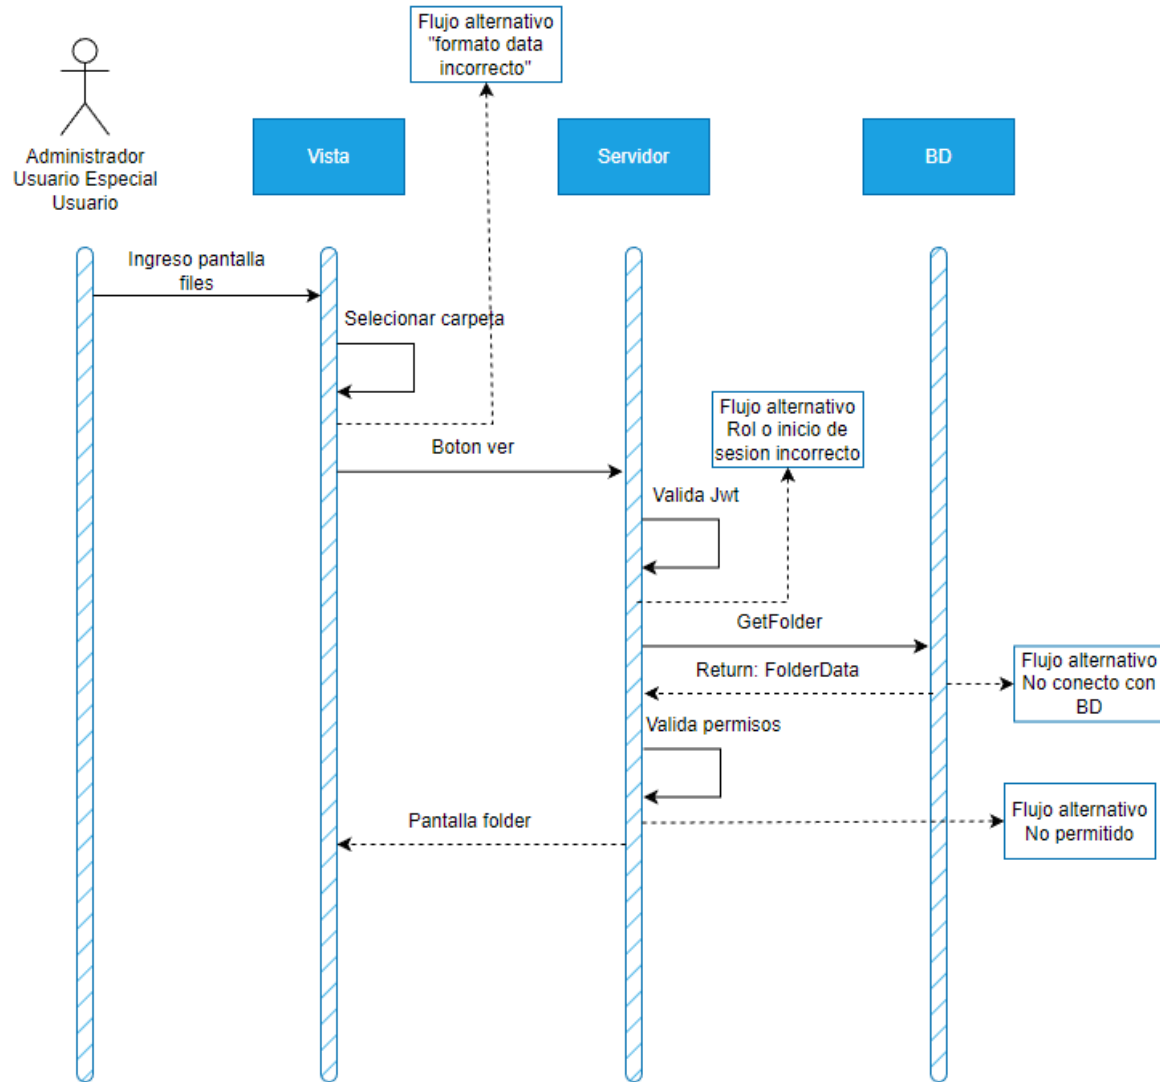 Flujo alternativo
"formato data
incorrecto"
Administrador
Usuario Especial
Usuario
Vista
Servidor
BD
Ingreso pantalla
files
Selecionar carpeta
Flujo alternativo
Rol o inicio de
sesion incorrecto
Boton ver
Valida Jwt
GetFolder
Return: FolderData
Flujo alternativo
No conecto con
BD
Valida permisos
Pantalla folder
Flujo alternativo
No permitido